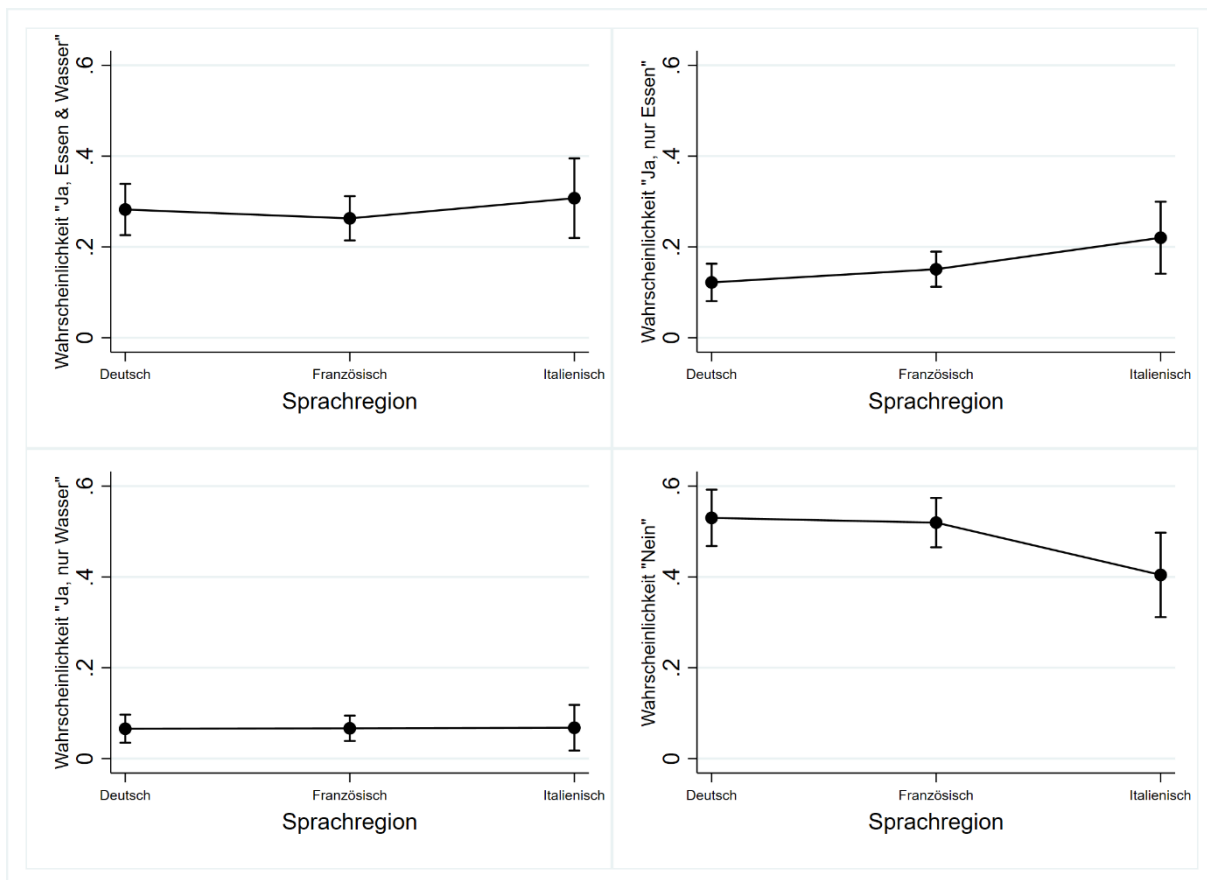 Wahrscheinlichkeit "Ja, Essen & Wasser"
.6
.4
.2
0
Deutsch Französisch Italienisch
Sprachregion
Wahrscheinlichkeit "Ja, nur Essen"
.6
.4
.2
0
Deutsch Französisch Italienisch
Sprachregion
Wahrscheinlichkeit "Ja, nur Wasser"
.6
.4
.2
0
Deutsch Französisch Italienisch
Sprachregion
Wahrscheinlichkeit "Nein"
.6
.4
.2
0
Deutsch Französisch Italienisch
Sprachregion